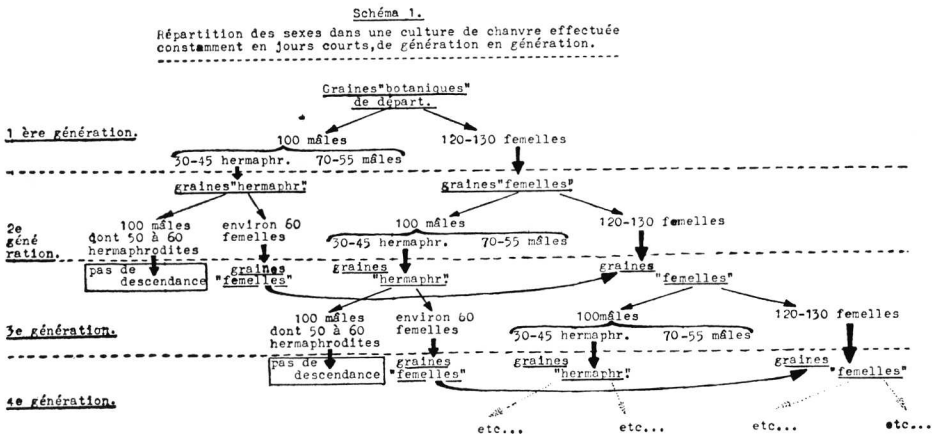 Schéma 1.
Répartition des sexes dans une culture de chanvre effectuée
constamment en jours courts, de génération en génération.
Graines "botaniques"
de départ.
1 ère génération.
100 mâles
120-130 femelles
30-45 hermaphr. 70-55 mâles
graines "hermaphr."
graines "femelles"
2e
géné
ration.
100 mâles
dont 50 à 60
hermaphrodites
environ 60
femelles
100 mâles
30-45 hermaphr. 70-55 mâles
120-130 femelles
pas de
descendance
graines
"femelles"
graines
"hermaphr."
graines
"femelles"
3e génération.
100 mâles
dont 50 à 60
hermaphrodites
environ 60
femelles
100mâles
30-45 hermaphr. 70-55 mâles
120-130 femelles
pas de
descendance
graines
"femelles"
graines
"hermaphr."
graines
"femelles"
4e génération.
etc... etc... etc... etc...